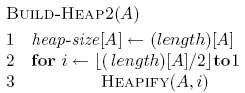 BUILD-HEAP2(A)
1 heap-size[A] ← (length)[A]
2 for i ← ⌊(length)[A]/2⌋to1
3 HEAPIFY(A, i)